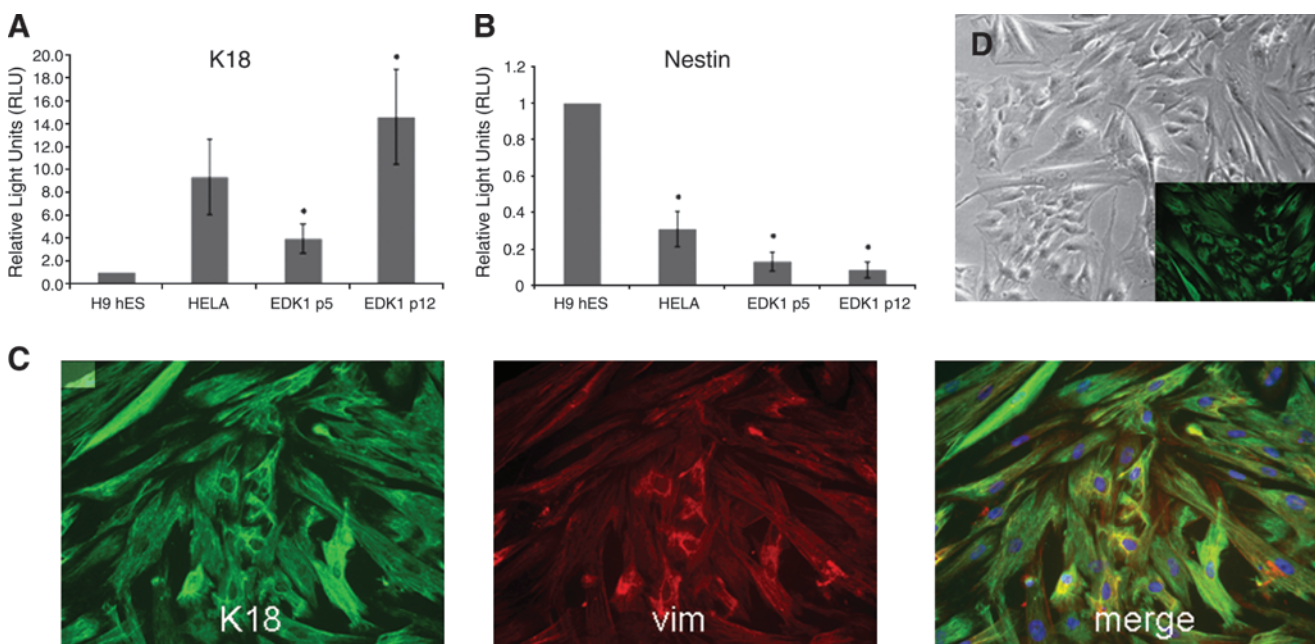 A
K18
Relative Light Units (RLU)
20.0
18.0
16.0
14.0
12.0
10.0
8.0
6.0
4.0
2.0
0.0
*
*
H9 hES HELA EDK1 p5 EDK1 p12
B
Nestin
Relative Light Units (RLU)
1.2
1
0.8
0.6
0.4
0.2
0
*
*
*
H9 hES HELA EDK1 p5 EDK1 p12
D
C
K18
vim
merge